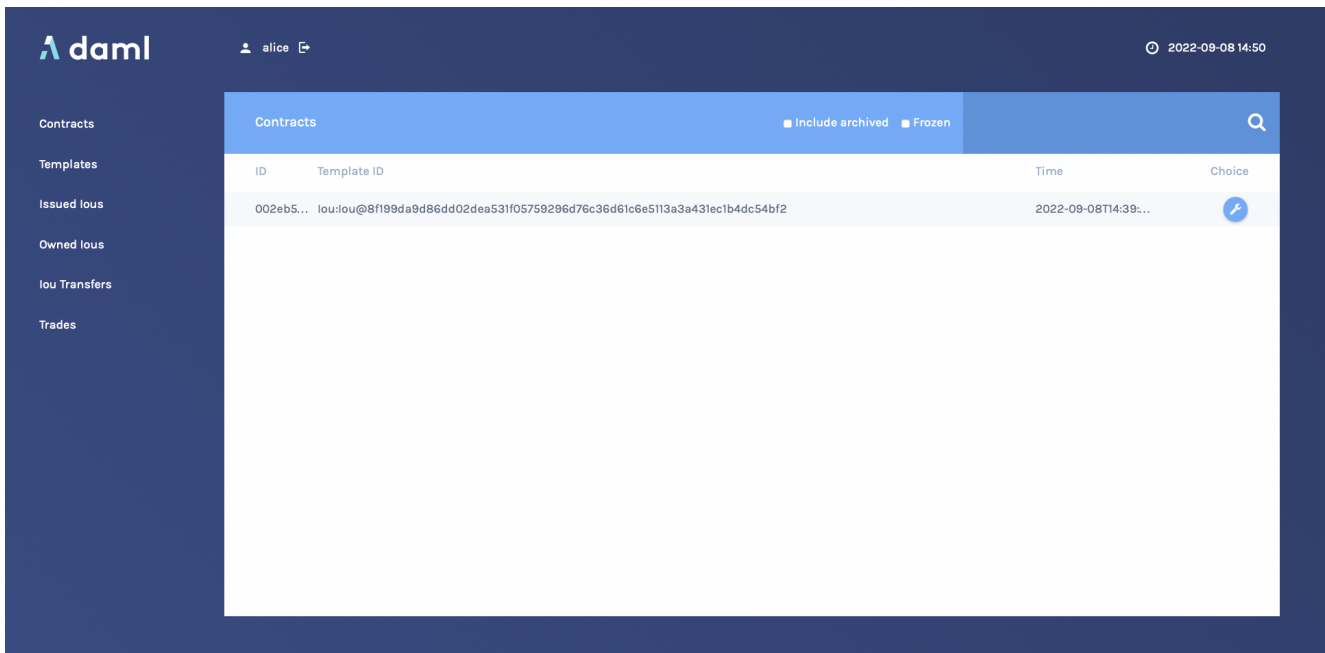 daml
alice
2022-09-08 14:50
Contracts
Templates
Issued Ious
Owned Ious
Iou Transfers
Trades
Contracts Include archived Frozen
ID Template ID Time Choice
002eb5... Iou:Iou@8f199da9d86dd02dea531f05759296d76c36d61c6e5113a3a431ec1b4dc54bf2 2022-09-08T14:39:...